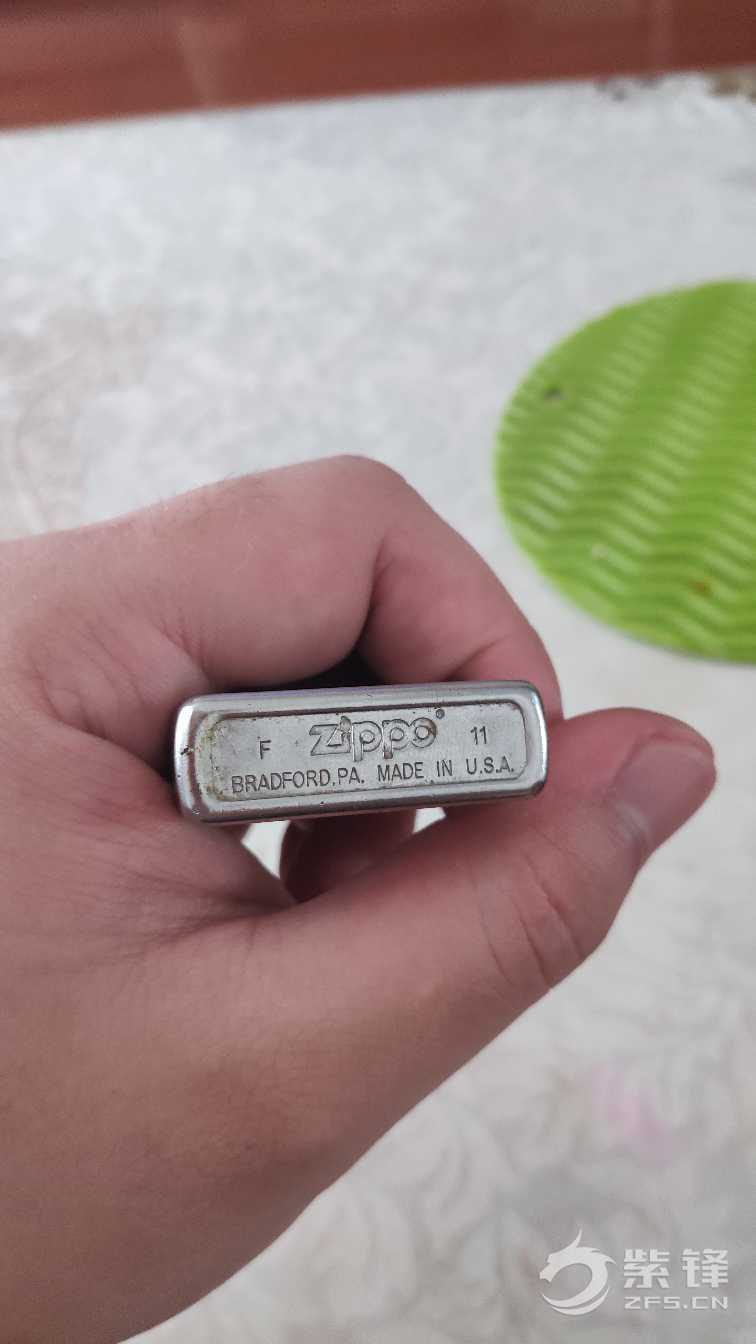 F Zippo® 11
BRADFORD.PA. MADE IN U.S.A.
紫锋
ZFS.CN